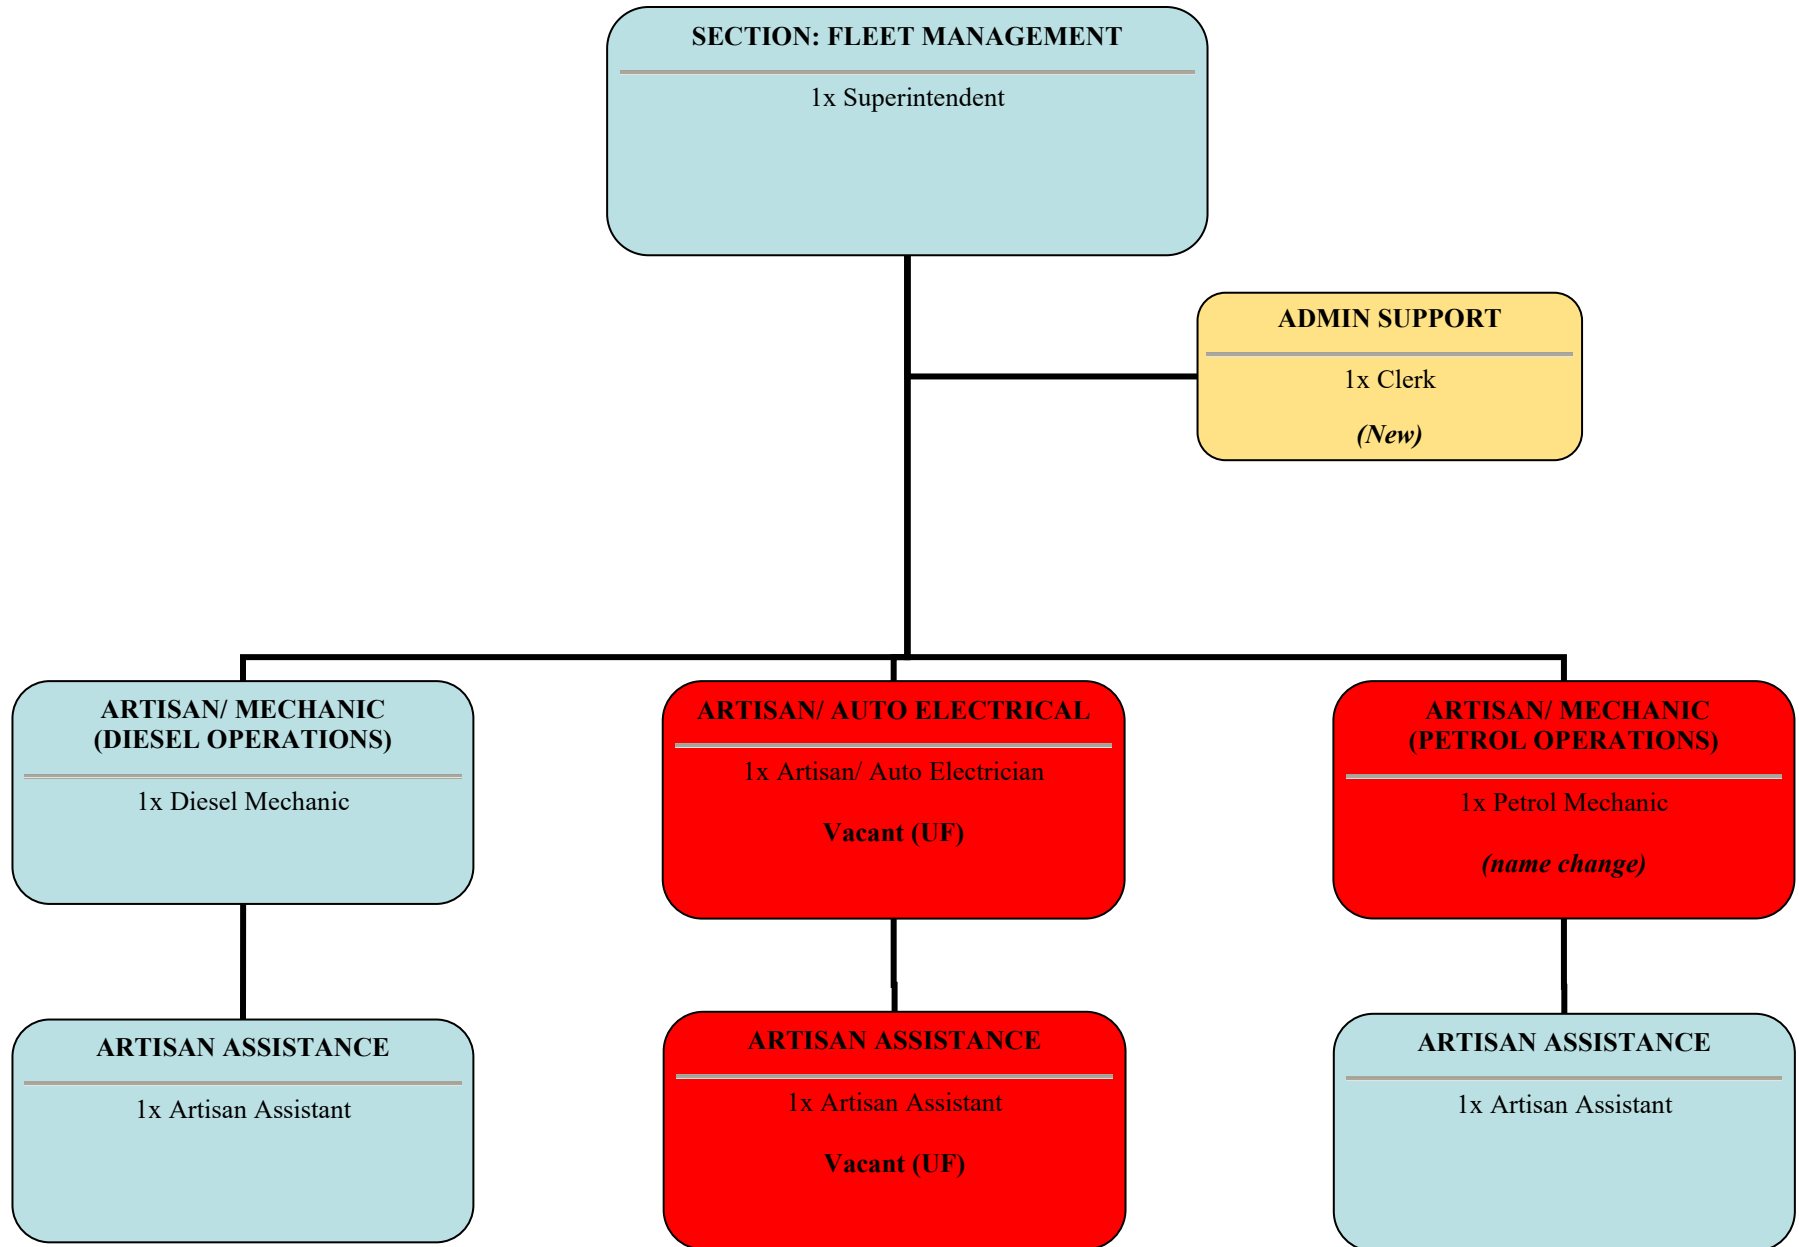 SECTION: FLEET MANAGEMENT
1x Superintendent
ADMIN SUPPORT
1x Clerk
(New)
ARTISAN/ MECHANIC
(DIESEL OPERATIONS)
1x Diesel Mechanic
ARTISAN/ AUTO ELECTRICAL
1x Artisan/ Auto Electrician
Vacant (UF)
ARTISAN/ MECHANIC
(PETROL OPERATIONS)
1x Petrol Mechanic
(name change)
ARTISAN ASSISTANCE
1x Artisan Assistant
ARTISAN ASSISTANCE
1x Artisan Assistant
Vacant (UF)
ARTISAN ASSISTANCE
1x Artisan Assistant